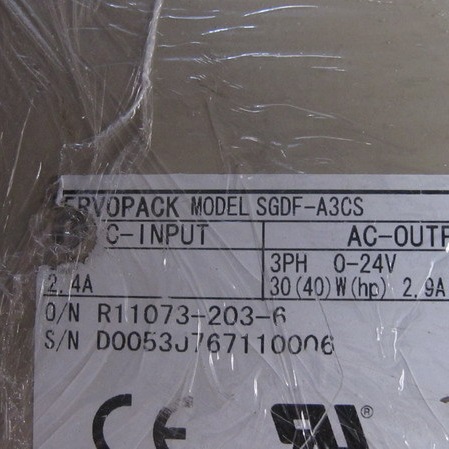 ERVOPACK MODEL SGDF-A3CS
C-INPUT AC-OUTP
3PH 0-24V
2.4A 30(40)W(hp) 2.9A
O/N R11073-203-6
S/N D0053J767110006
CE ®